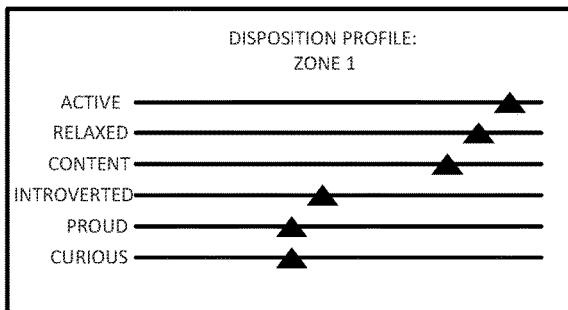 DISPOSITION PROFILE:
ZONE 1
ACTIVE
RELAXED
CONTENT
INTROVERTED
PROUD
CURIOUS